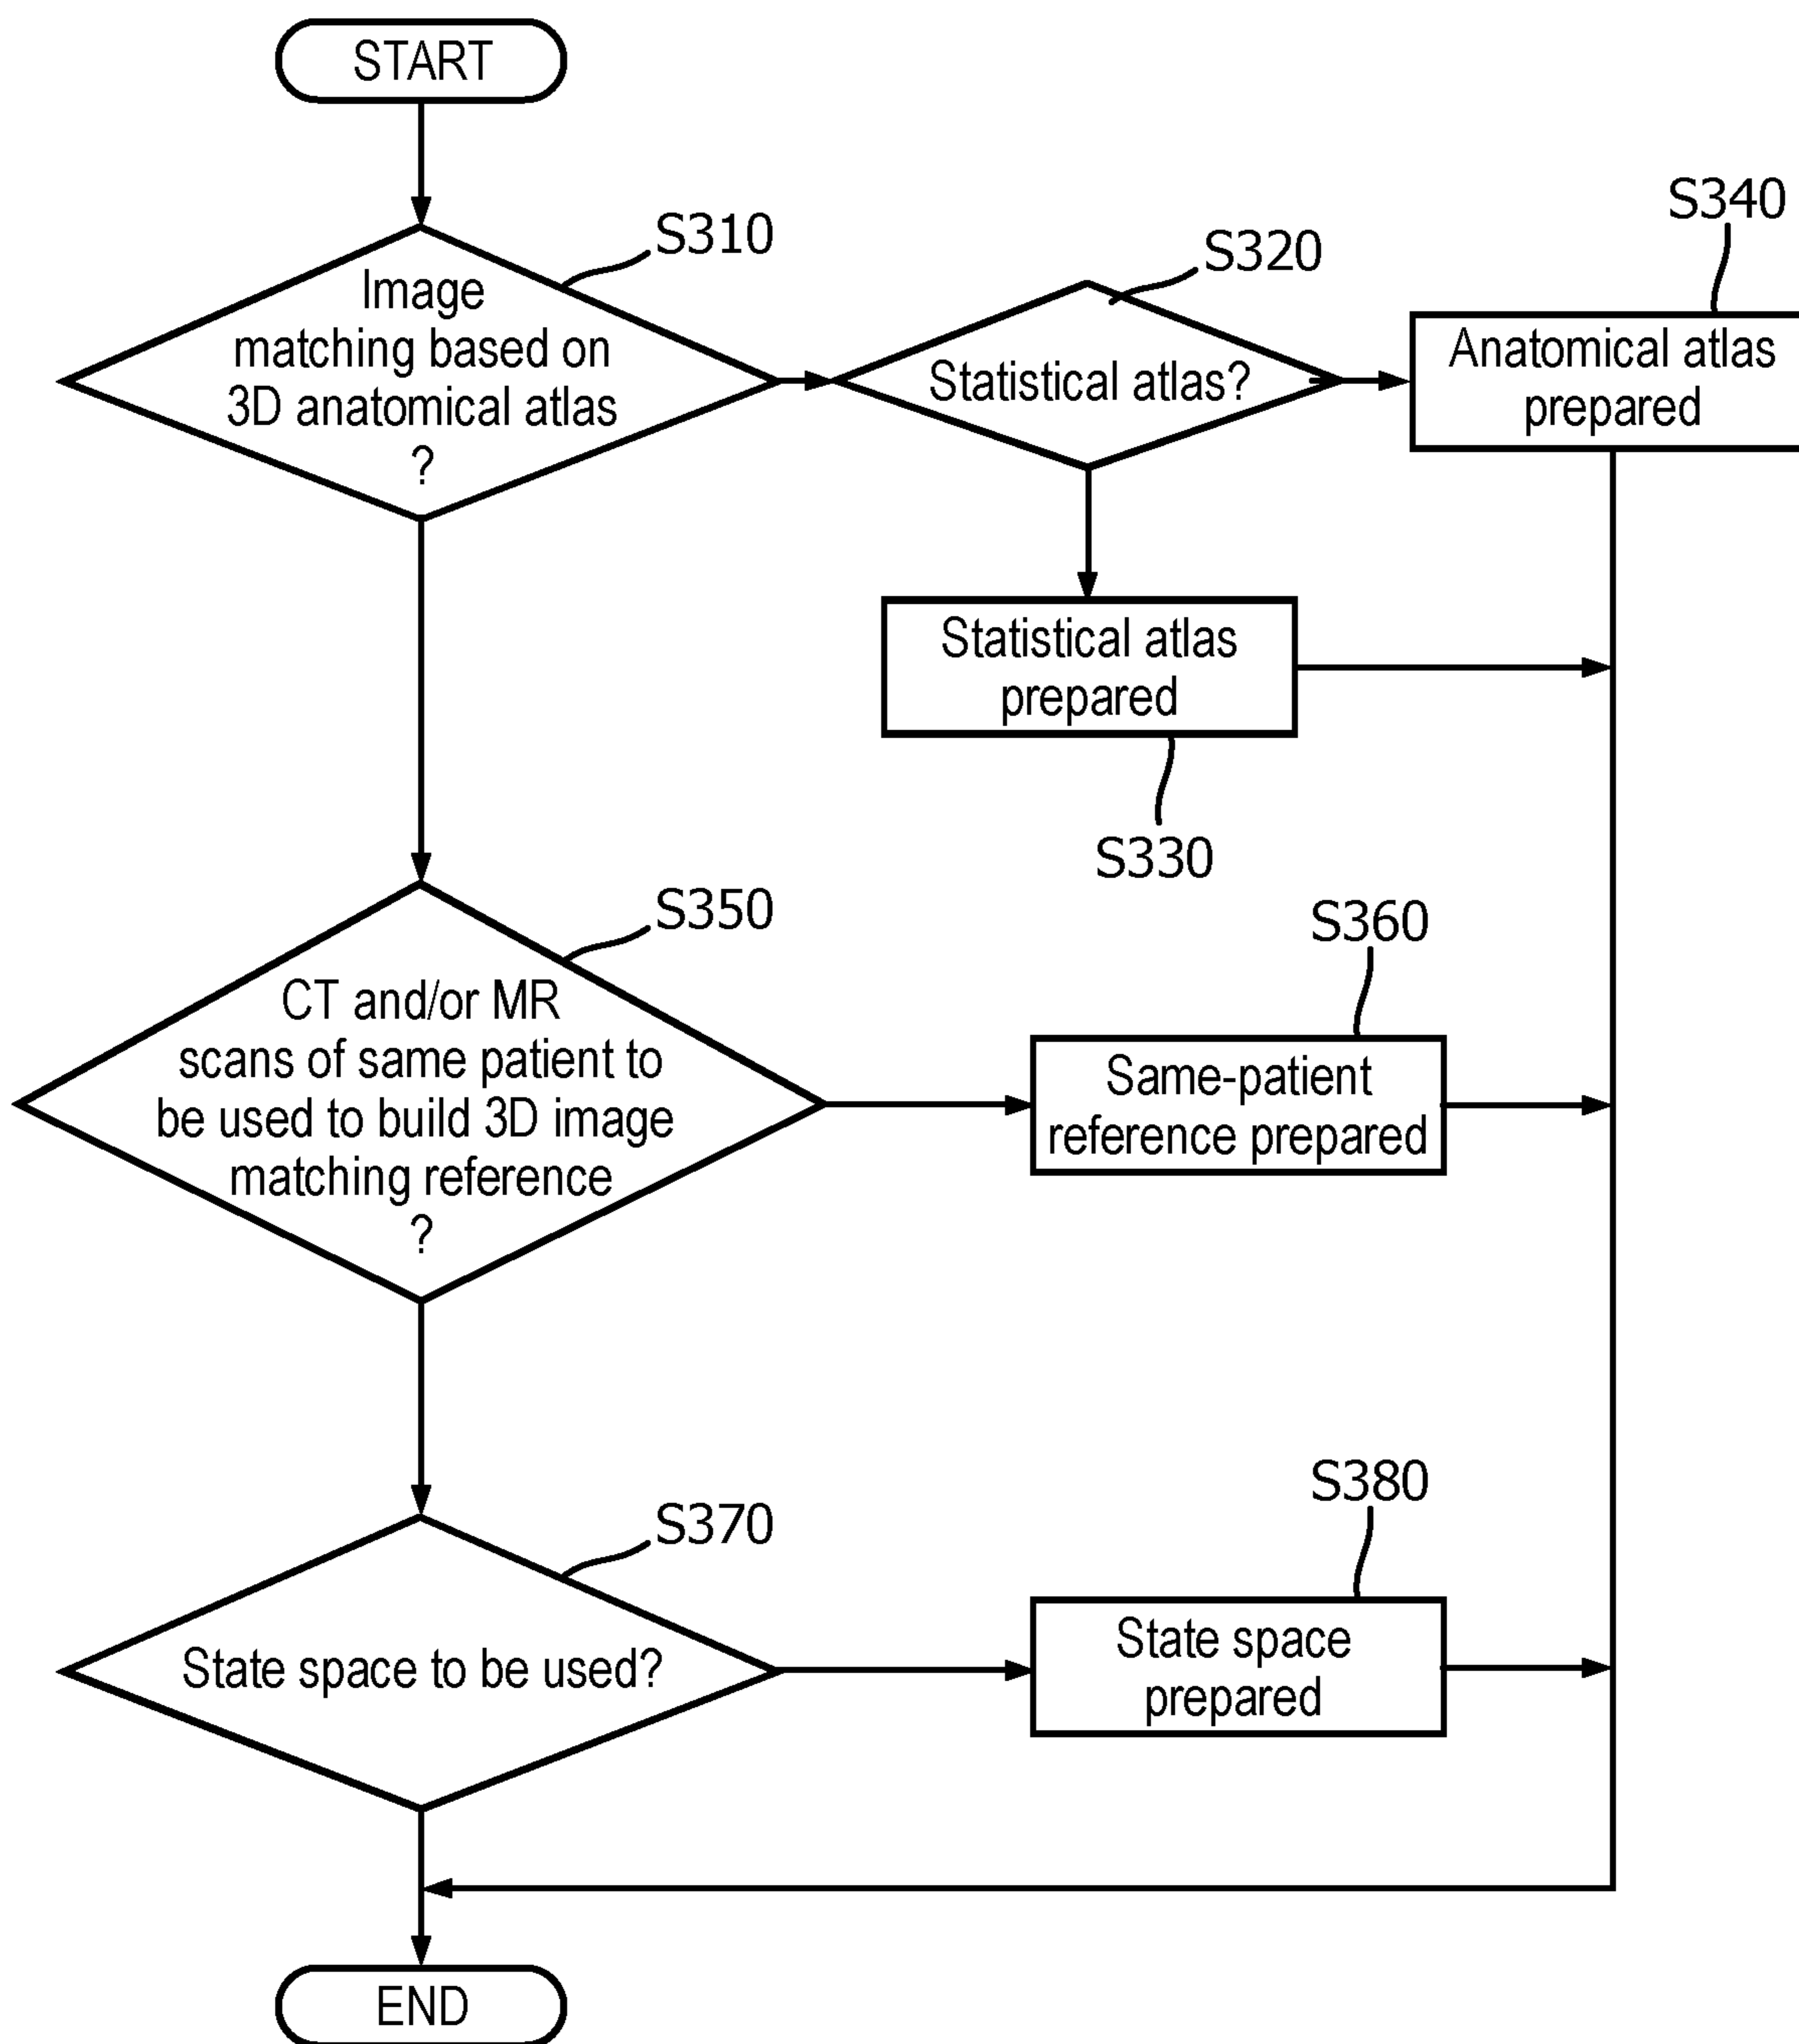 START
S310
Image
matching based on
3D anatomical atlas
?
S320
Statistical atlas?
S340
Anatomical atlas
prepared
Statistical atlas
prepared
S330
S350
CT and/or MR
scans of same patient to
be used to build 3D image
matching reference
?
S360
Same-patient
reference prepared
S370
State space to be used?
S380
State space
prepared
END